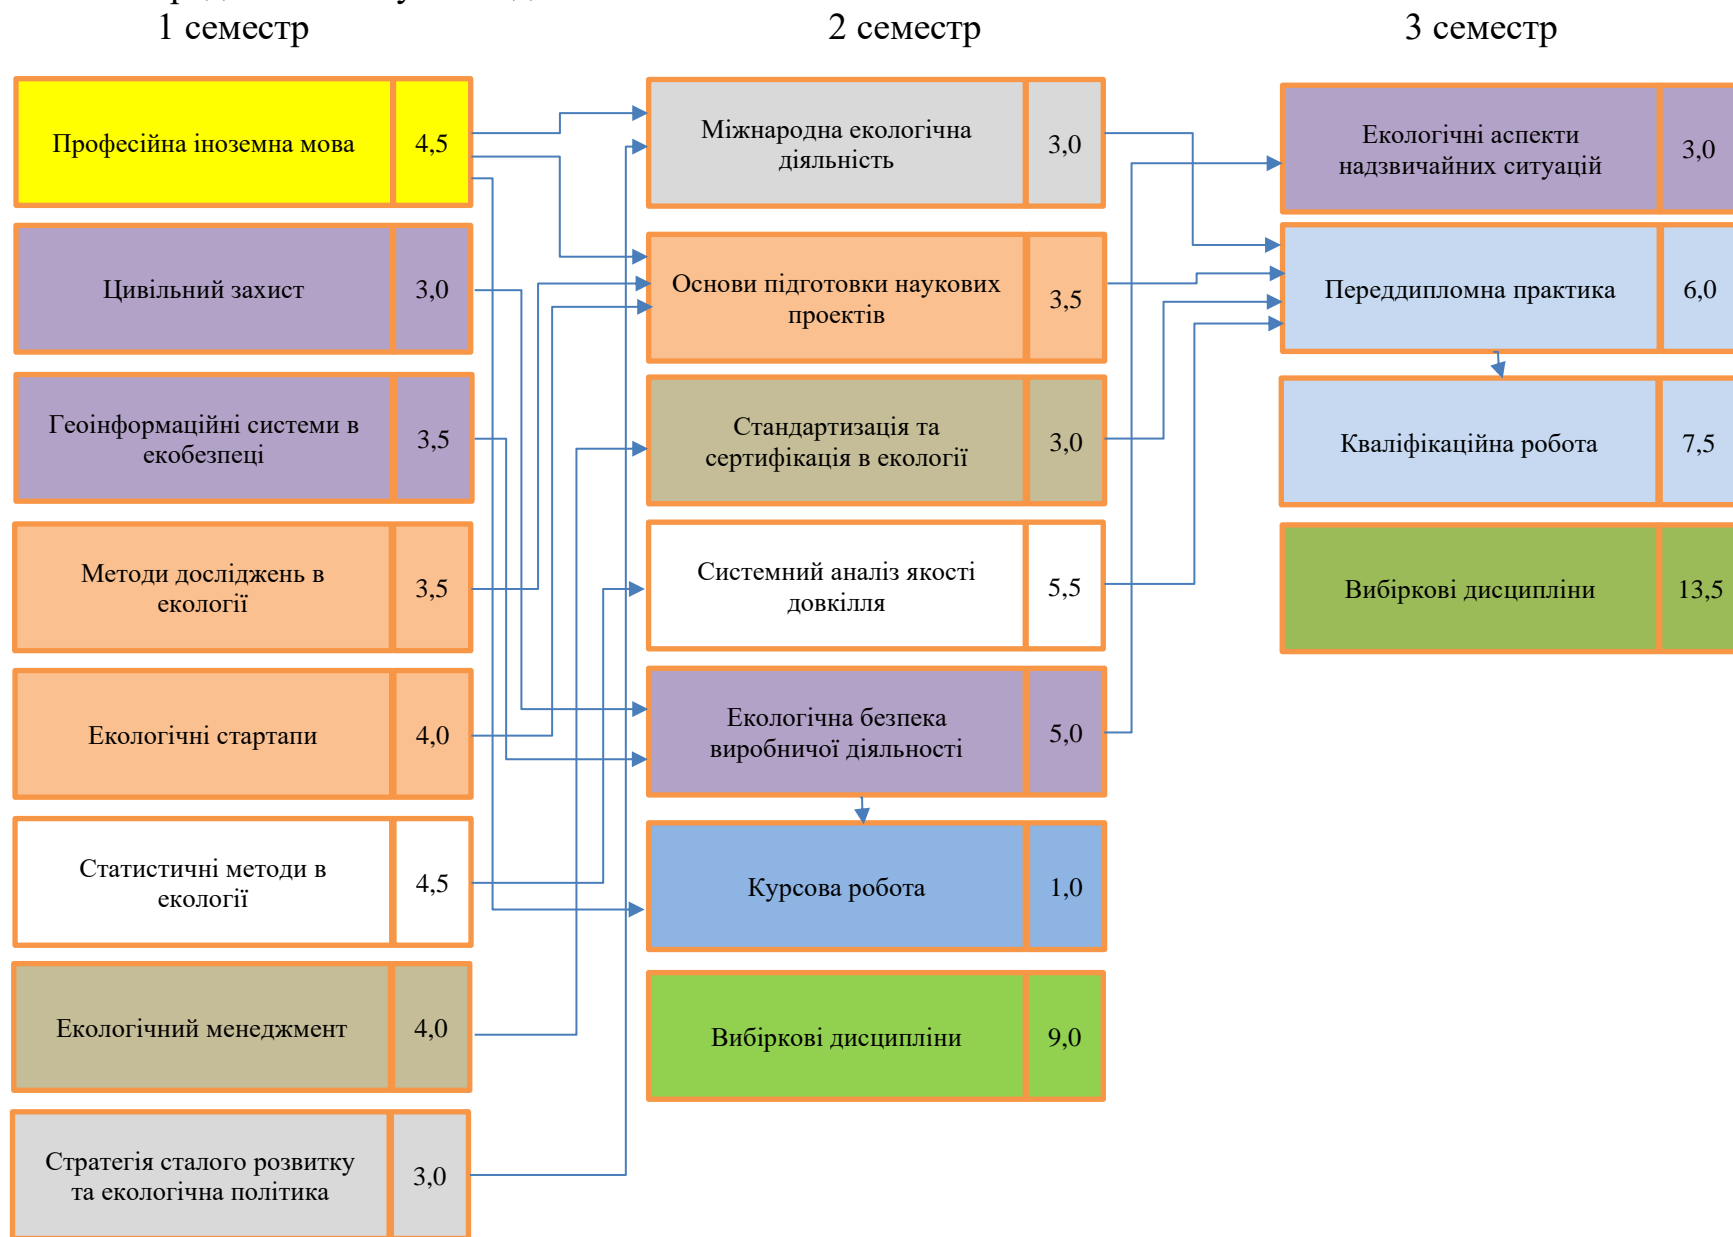 1 семестр
2 семестр
3 семестр
Професійна іноземна мова
4,5
Цивільний захист
3,0
Геоінформаційні системи в
екобезпеці
3,5
Методи досліджень в
екології
3,5
Екологічні стартапи
4,0
Статистичні методи в
екології
4,5
Екологічний менеджмент
4,0
Стратегія сталого розвитку
та екологічна політика
3,0
Міжнародна екологічна
діяльність
3,0
Основи підготовки наукових
проектів
3,5
Стандартизація та
сертифікація в екології
3,0
Системний аналіз якості
довкілля
5,5
Екологічна безпека
виробничої діяльності
5,0
Курсова робота
1,0
Вибіркові дисципліни
9,0
Екологічні аспекти
надзвичайних ситуацій
3,0
Переддипломна практика
6,0
Кваліфікаційна робота
7,5
Вибіркові дисципліни
13,5